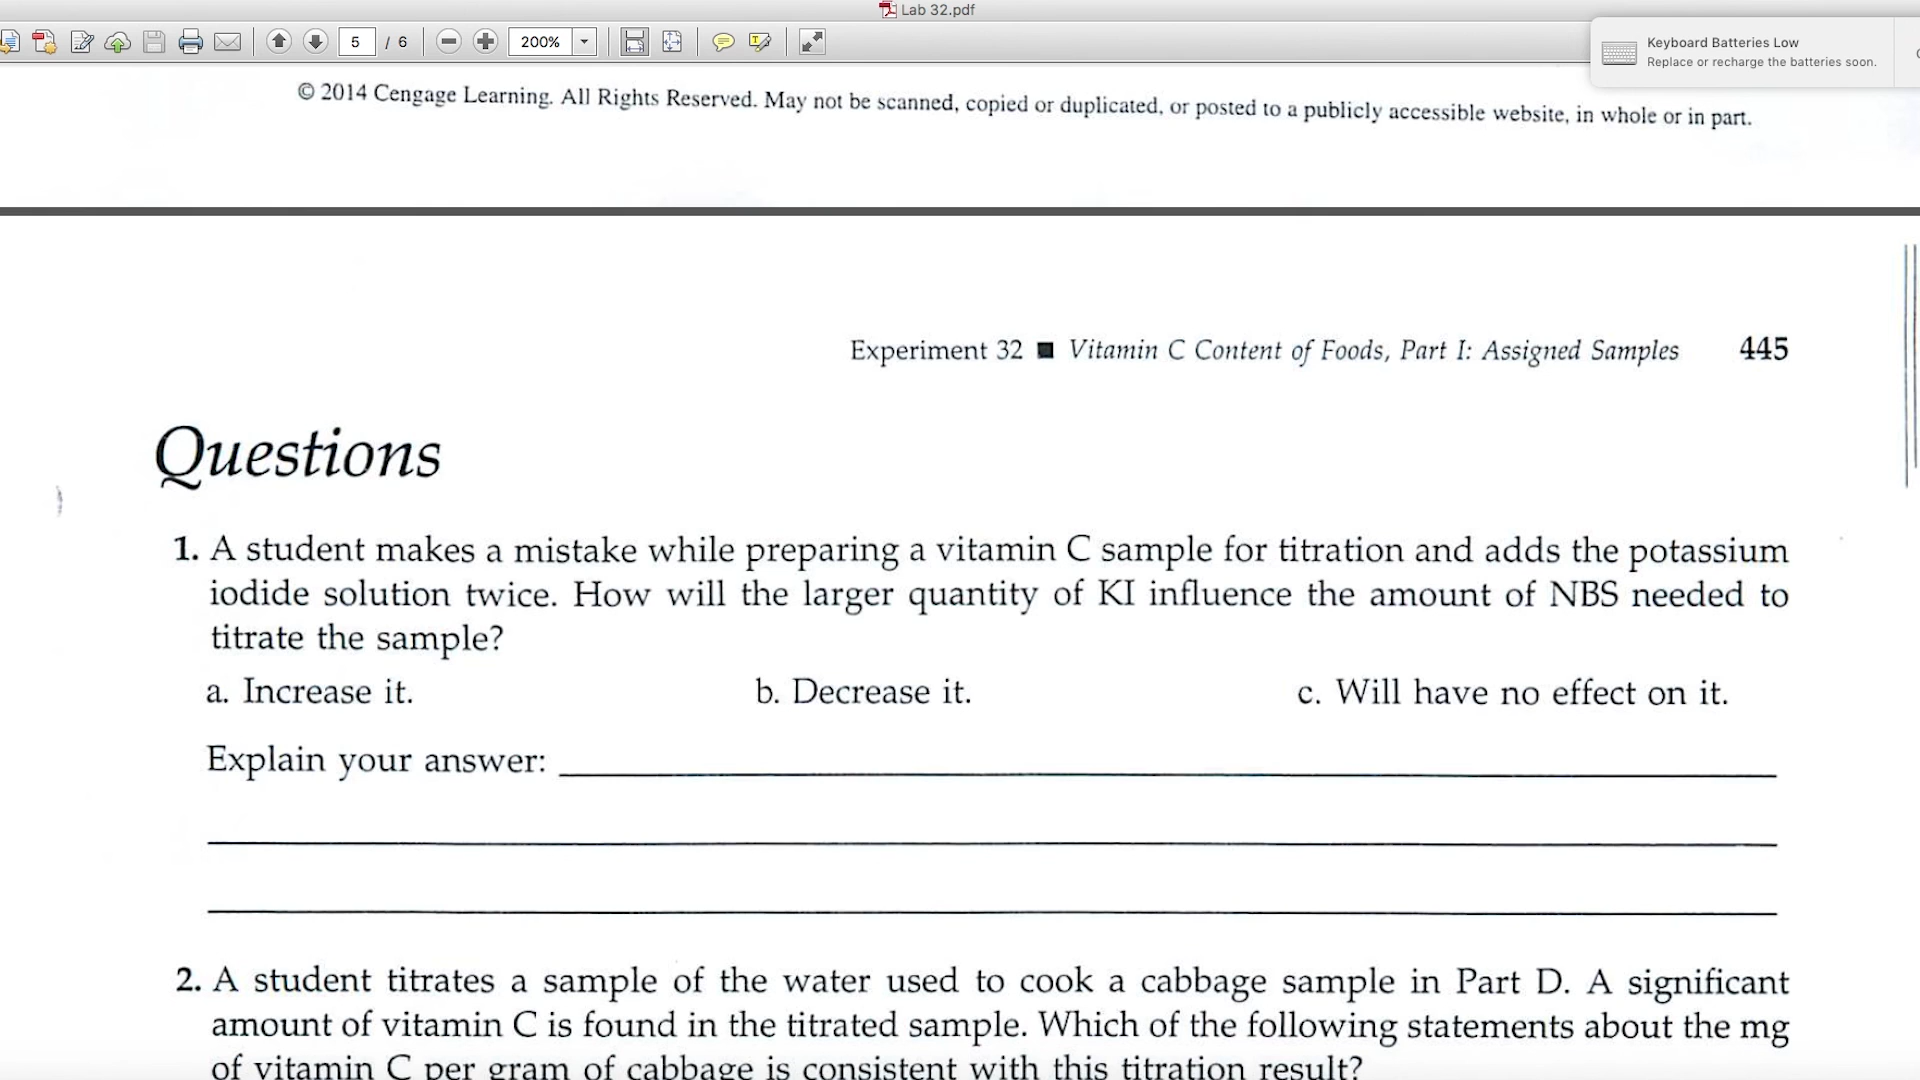 Lab 32.pdf
5 / 6 200%
Keyboard Batteries Low
Replace or recharge the batteries soon.
© 2014 Cengage Learning. All Rights Reserved. May not be scanned, copied or duplicated, or posted to a publicly accessible website, in whole or in part.
Experiment 32 ■ Vitamin C Content of Foods, Part I: Assigned Samples 445
Questions
1. A student makes a mistake while preparing a vitamin C sample for titration and adds the potassium
iodide solution twice. How will the larger quantity of KI influence the amount of NBS needed to
titrate the sample?
a. Increase it. b. Decrease it. c. Will have no effect on it.
Explain your answer:
2. A student titrates a sample of the water used to cook a cabbage sample in Part D. A significant
amount of vitamin C is found in the titrated sample. Which of the following statements about the mg
of vitamin C per gram of cabbage is consistent with this titration result?